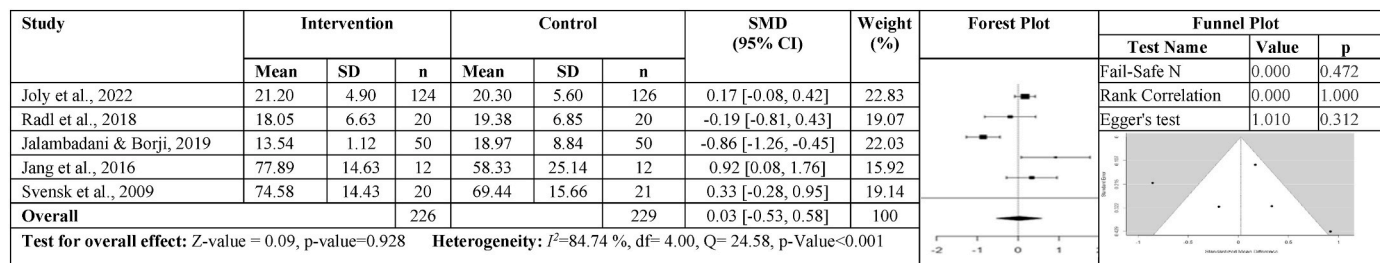 Study Intervention Control SMD (95% CI) Weight (%) Forest Plot Funnel Plot
Test Name Value p
Mean SD n Mean SD n
Fail-Safe N 0.000 0.472
Joly et al., 2022 21.20 4.90 124 20.30 5.60 126 0.17 [-0.08, 0.42] 22.83
Rank Correlation 0.000 1.000
Radl et al., 2018 18.05 6.63 20 19.38 6.85 20 -0.19 [-0.81, 0.43] 19.07
Egger's test 1.010 0.312
Jalambadani & Borji, 2019 13.54 1.12 50 18.97 8.84 50 -0.86 [-1.26, -0.45] 22.03
Jang et al., 2016 77.89 14.63 12 58.33 25.14 12 0.92 [0.08, 1.76] 15.92
Svensk et al., 2009 74.58 14.43 20 69.44 15.66 21 0.33 [-0.28, 0.95] 19.14
Overall 226 229 0.03 [-0.53, 0.58] 100
Test for overall effect: Z-value = 0.09, p-value=0.928 Heterogeneity: I²=84.74 %, df= 4.00, Q= 24.58, p-Value<0.001
-2 -1 0 1
-1 -0.5 0 0.5 1